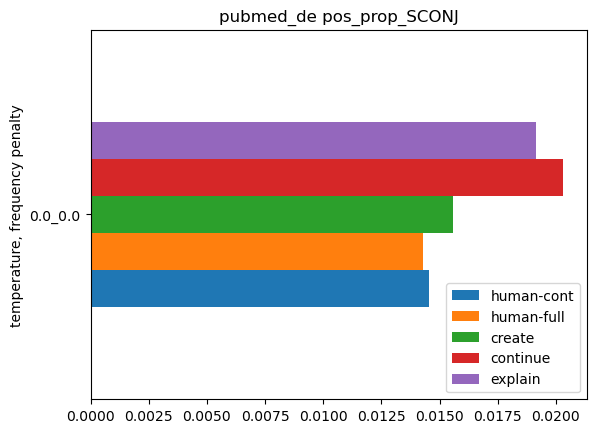 pubmed_de pos_prop_SCONJ
temperature, frequency penalty
0.0_0.0
human-cont
human-full
create
continue
explain
0.0000 0.0025 0.0050 0.0075 0.0100 0.0125 0.0150 0.0175 0.0200